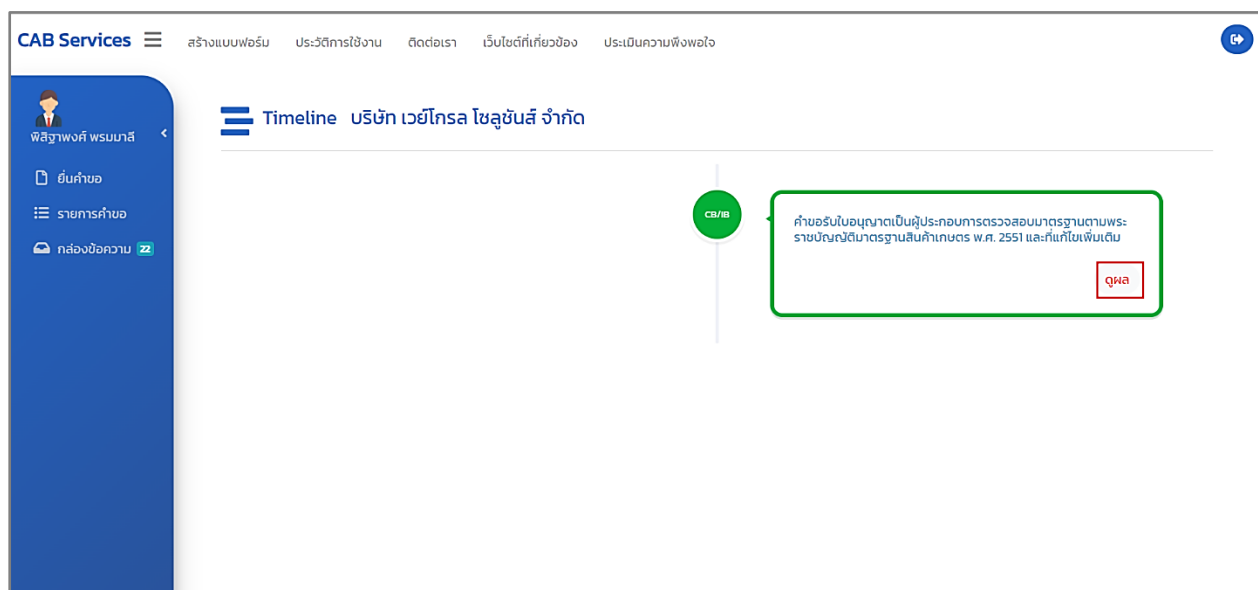 CAB Services สร้างแบบฟอร์ม ประวัติการใช้งาน ติดต่อเรา เว็บไซต์ที่เกี่ยวข้อง ประเมินความพึงพอใจ
พิสิฐาพงศ์ พรมมาลี
ยื่นคำขอ
รายการคำขอ
กล่องข้อความ 22
Timeline บริษัท เวย์โกรล โซลูชันส์ จำกัด
CB/IB
คำขอรับใบอนุญาตเป็นผู้ประกอบการตรวจสอบมาตรฐานตามพระ
ราชบัญญัติมาตรฐานสินค้าเกษตร พ.ศ. 2551 และที่แก้ไขเพิ่มเติม
ดูผล